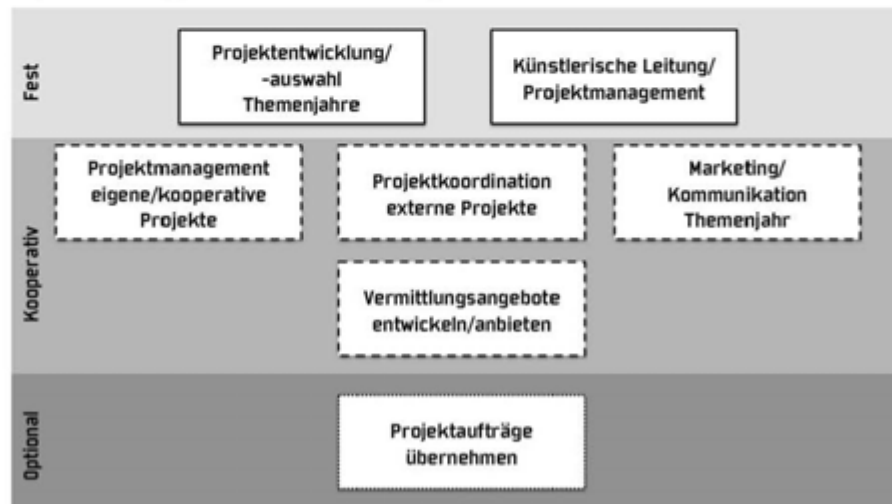 Fest
Projektentwicklung/
-auswahl
Themenjahre
Künstlerische Leitung/
Projektmanagement
Kooperativ
Projektmanagement
eigene/kooperative
Projekte
Projektkoordination
externe Projekte
Marketing/
Kommunikation
Themenjahr
Vermittlungsangebote
entwickeln/anbieten
Optional
Projektaufträge
übernehmen